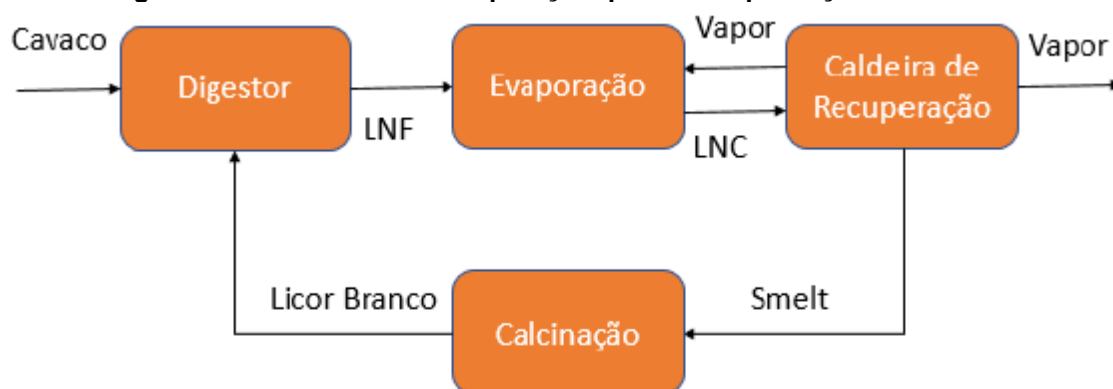 Cavaco
Digestor
LNF
Evaporação
Vapor
LNC
Caldeira de
Recuperação
Vapor
Licor Branco
Calcinação
Smelt